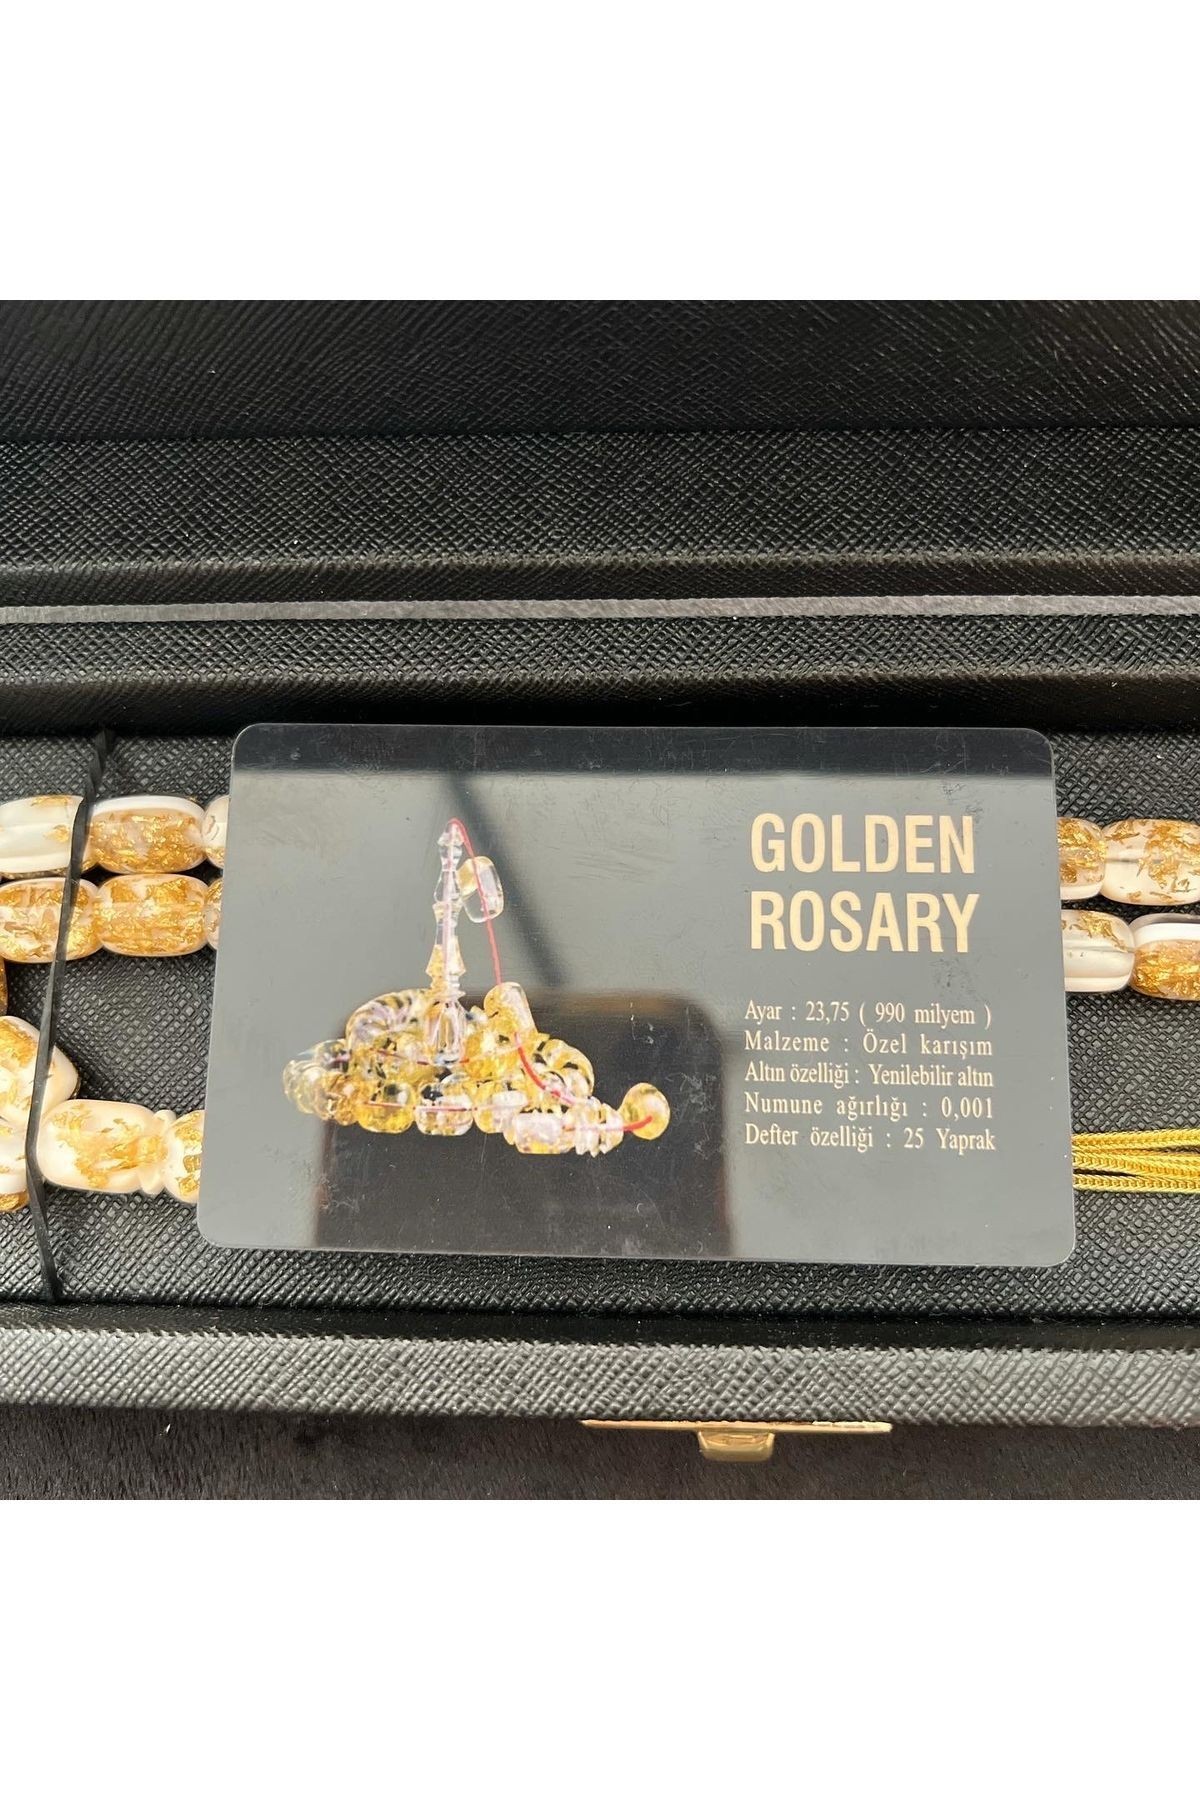 GOLDEN
ROSARY
Ayar : 23,75 ( 990 milyem )
Malzeme : Özel karışım
Altın özelliği : Yenilebilir altın
Numune ağırlığı : 0,001
Defter özelliği : 25 Yaprak